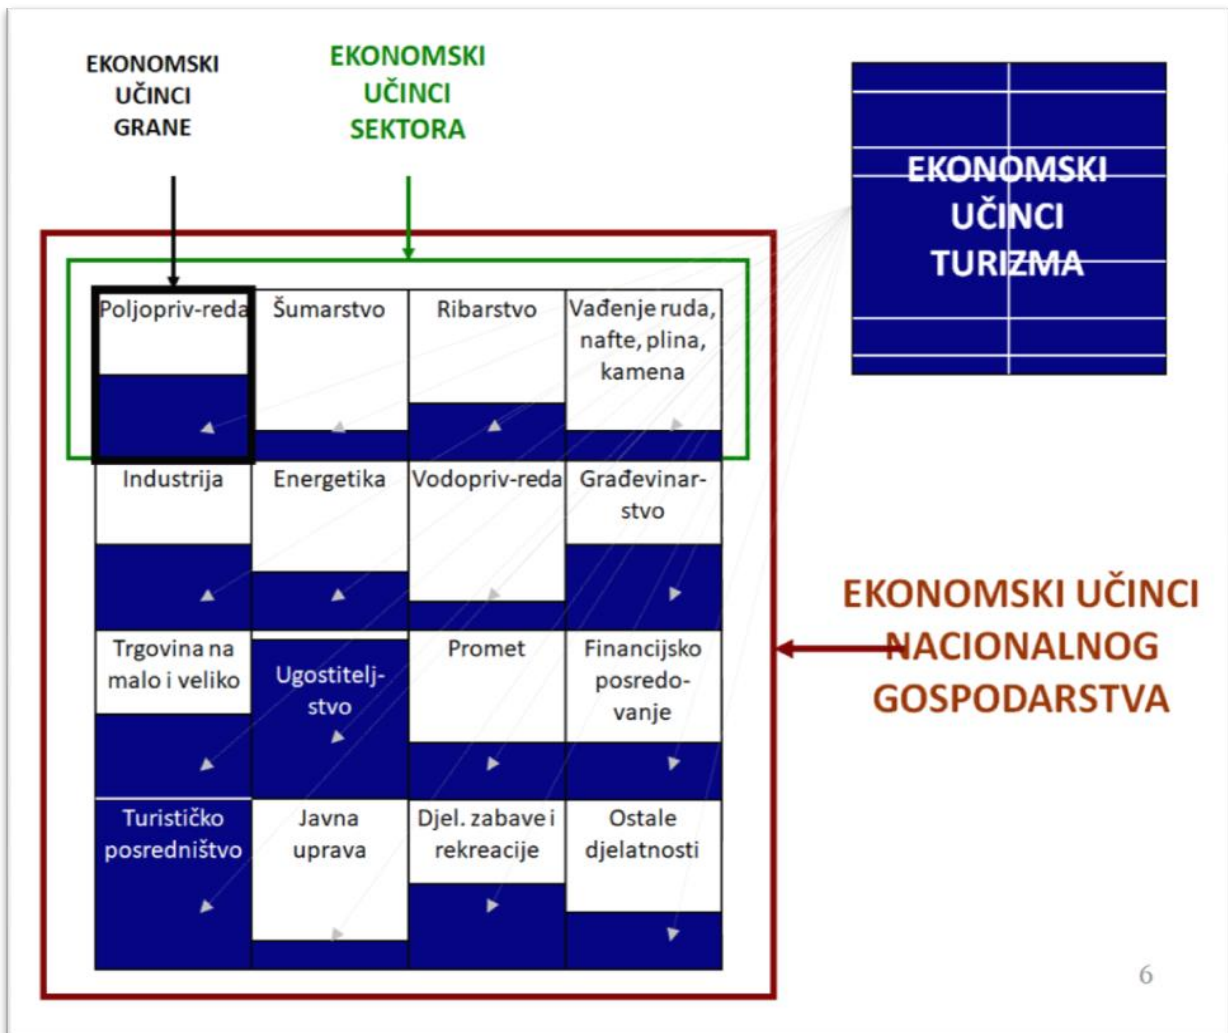 EKONOMSKI
UČINCI
GRANE
EKONOMSKI
UČINCI
SEKTORA
EKONOMSKI
UČINCI
TURIZMA
Poljopriv-reda
Šumarstvo
Ribarstvo
Vađenje ruda,
nafte, plina,
kamena
Industrija
Energetika
Vodopriv-reda
Građevinar-
stvo
Trgovina na
malo i veliko
Ugostitelj-
stvo
Promet
Financijsko
posredo-
vanje
Turističko
posredništvo
Javna
uprava
Djel. zabave i
rekreacije
Ostale
djelatnosti
EKONOMSKI UČINCI
NACIONALNOG
GOSPODARSTVA
6